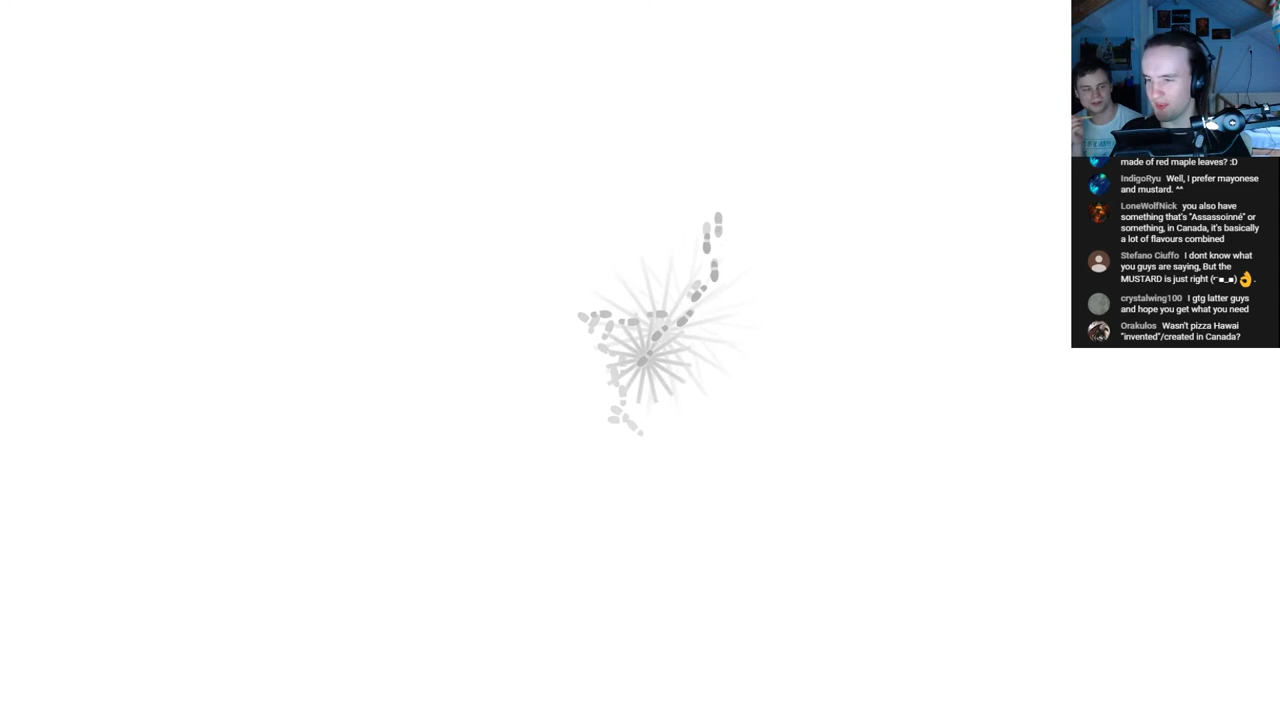 made of red maple leaves? :D
IndigoRyu Well, I prefer mayonese
and mustard. ^^
LoneWolfNick you also have
something that's "Assassoinné" or
something, in Canada, it's basically
a lot of flavours combined
Stefano Ciuffo I dont know what
you guys are saying, But the
MUSTARD is just right (⌐■_■)👌.
crystalwing100 I gtg latter guys
and hope you get what you need
Orakulos Wasn't pizza Hawai
"invented"/created in Canada?